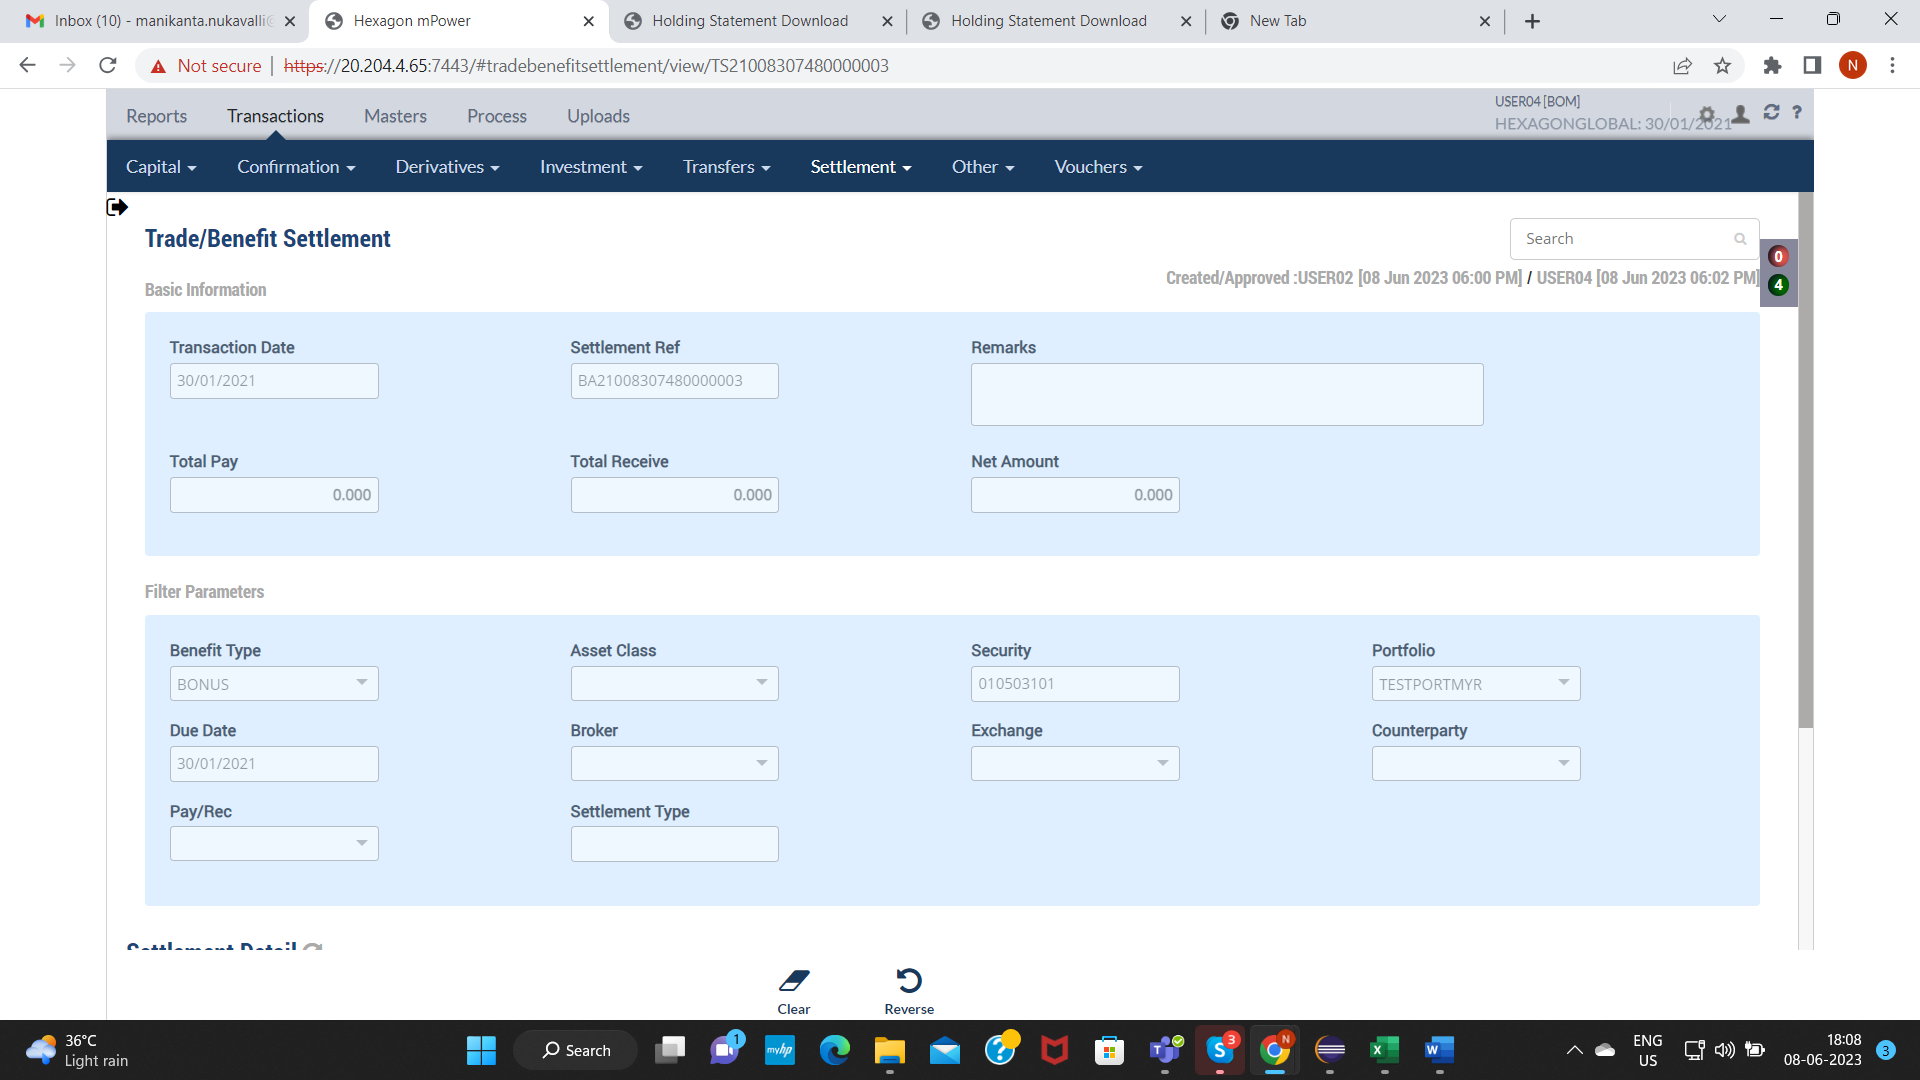 Inbox (10) - manikanta.nukavalli@
Hexagon mPower
Holding Statement Download
Holding Statement Download
New Tab
Not secure
https://20.204.4.65:7443/#tradebenefitsettlement/view/TS21008307480000003
N
Reports Transactions Masters Process Uploads
USER04 [BOM]
HEXAGONGLOBAL: 30/01/2021
?
Capital Confirmation Derivatives Investment Transfers Settlement Other Vouchers
Trade/Benefit Settlement
Search
0
4
Created/Approved :USER02 [08 Jun 2023 06:00 PM] / USER04 [08 Jun 2023 06:02 PM]
Basic Information
Transaction Date Settlement Ref Remarks
30/01/2021 BA21008307480000003
Total Pay Total Receive Net Amount
0.000 0.000 0.000
Filter Parameters
Benefit Type Asset Class Security Portfolio
BONUS 010503101 TESTPORTMYR
Due Date Broker Exchange Counterparty
30/01/2021
Pay/Rec Settlement Type
Settlement Detail
Clear Reverse
36°C
Light rain
Search
1
myhp
?
T
S
3
N
X
W
ENG
US
18:08
08-06-2023
3